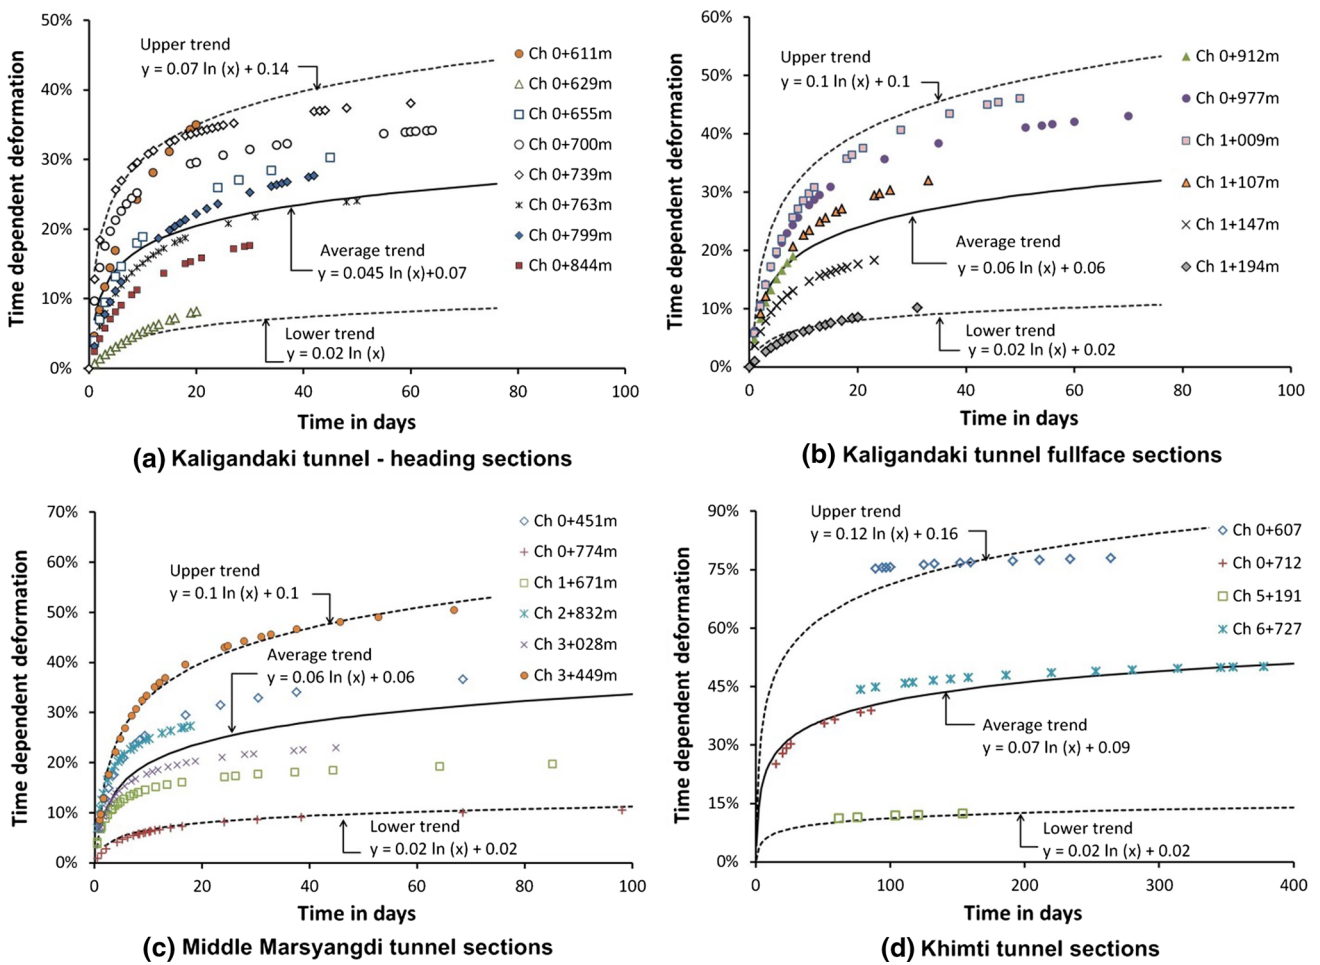 Time dependent deformation
50%
40%
30%
20%
10%
0%
0
20
40
60
80
100
Time in days
Upper trend
y = 0.07 ln (x) + 0.14
Average trend
y = 0.045 ln (x)+0.07
Lower trend
y = 0.02 ln (x)
Ch 0+611m
Ch 0+629m
Ch 0+655m
Ch 0+700m
Ch 0+739m
Ch 0+763m
Ch 0+799m
Ch 0+844m
(a) Kaligandaki tunnel - heading sections
Time dependent deformation
60%
50%
40%
30%
20%
10%
0%
0
20
40
60
80
100
Time in days
Upper trend
y = 0.1 ln (x) + 0.1
Average trend
y = 0.06 ln (x) + 0.06
Lower trend
y = 0.02 ln (x) + 0.02
Ch 0+912m
Ch 0+977m
Ch 1+009m
Ch 1+107m
Ch 1+147m
Ch 1+194m
(b) Kaligandaki tunnel fullface sections
Time dependent deformation
70%
60%
50%
40%
30%
20%
10%
0%
0
20
40
60
80
100
Time in days
Upper trend
y = 0.1 ln (x) + 0.1
Average trend
y = 0.06 ln (x) + 0.06
Lower trend
y = 0.02 ln (x) + 0.02
Ch 0+451m
Ch 0+774m
Ch 1+671m
Ch 2+832m
Ch 3+028m
Ch 3+449m
(c) Middle Marsyangdi tunnel sections
Time dependent deformation
90%
75%
60%
45%
30%
15%
0%
0
100
200
300
400
Time in days
Upper trend
y = 0.12 ln (x) + 0.16
Average trend
y = 0.07 ln (x) + 0.09
Lower trend
y = 0.02 ln (x) + 0.02
Ch 0+607
Ch 0+712
Ch 5+191
Ch 6+727
(d) Khimti tunnel sections